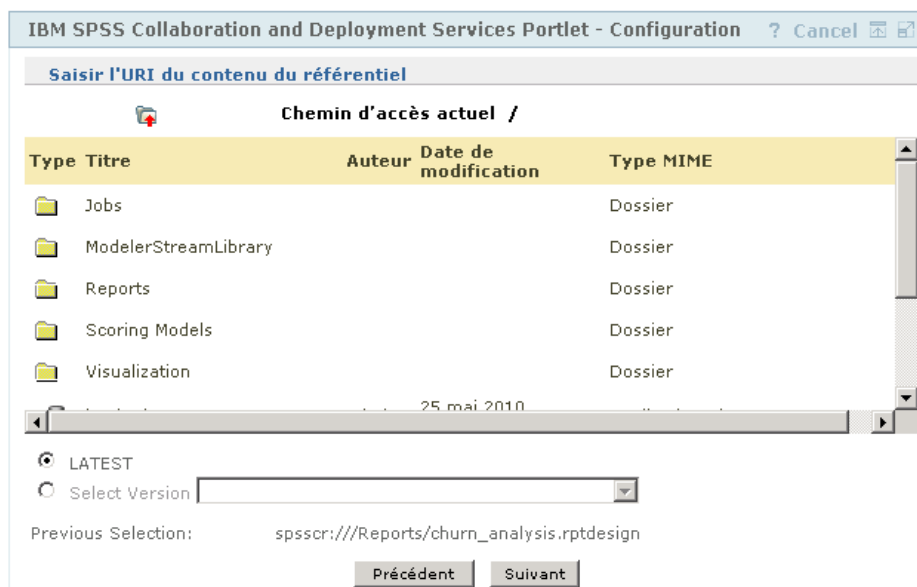 IBM SPSS Collaboration and Deployment Services Portlet - Configuration ? Cancel
Saisir l'URI du contenu du référentiel
Chemin d'accès actuel /
Type Titre Auteur Date de modification Type MIME
Jobs Dossier
ModelerStreamLibrary Dossier
Reports Dossier
Scoring Models Dossier
Visualization Dossier
25 mai 2010
LATEST
Select Version
Previous Selection: spsscr:///Reports/churn_analysis.rptdesign
Précédent Suivant